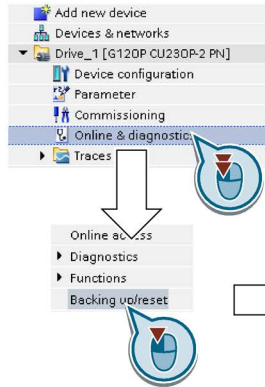 Add new device
Devices & networks
Drive_1 [G120P CU230P-2 PN]
Device configuration
Parameter
Commissioning
Online & diagnostics
Traces
Online access
Diagnostics
Functions
Backing up/reset